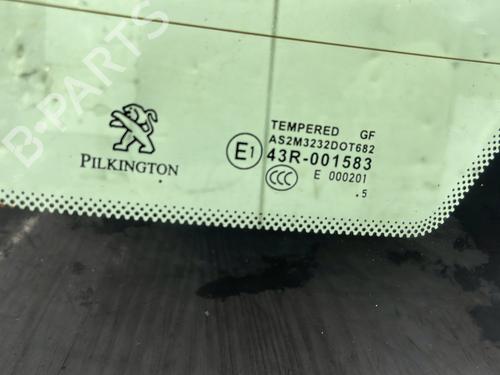 B-PARTS
PILKINGTON
TEMPERED GF
AS2M3232DOT682
E1 43R-001583
CCC E 000201
.5